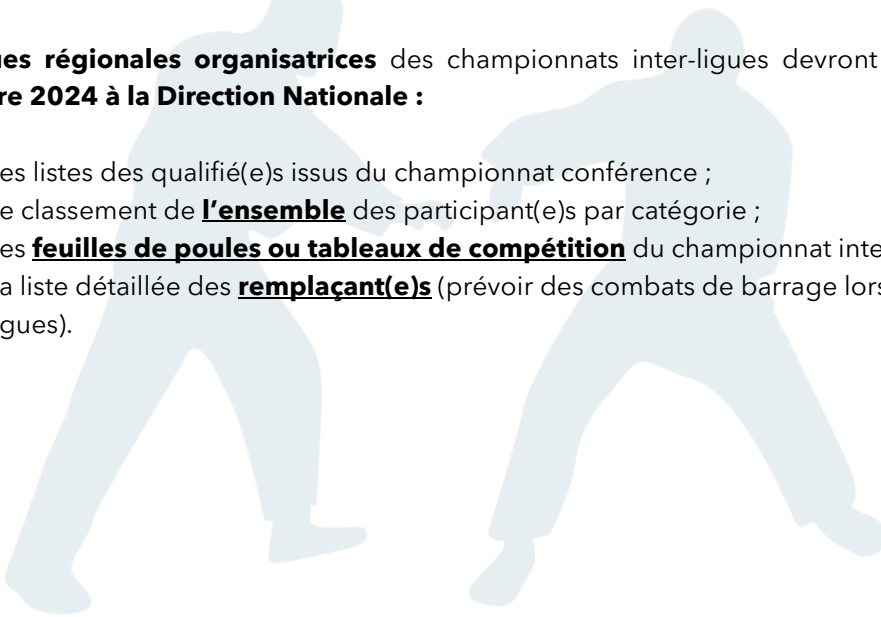 ues régionales organisatrices des championnats inter-ligues devront
re 2024 à la Direction Nationale :
es listes des qualifié(e)s issus du championnat conférence ;
e classement de l’ensemble des participant(e)s par catégorie ;
es feuilles de poules ou tableaux de compétition du championnat inte
a liste détaillée des remplaçant(e)s (prévoir des combats de barrage lors
gues).